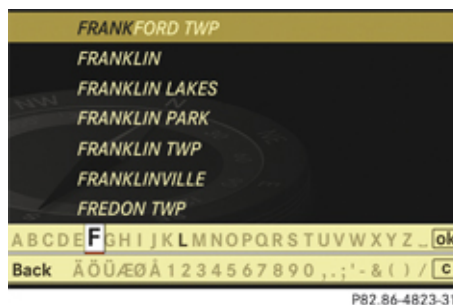 FRANKFORD TWP
FRANKLIN
FRANKLIN LAKES
FRANKLIN PARK
FRANKLIN TWP
FRANKLINVILLE
FREDON TWP
A B C D E F G H I J K L M N O P Q R S T U V W X Y Z _ ok
Back Ä Ö Ü Æ Ø Å 1 2 3 4 5 6 7 8 9 0 , . ; ' - & ( ) / c
P82.86-4823-31
NW